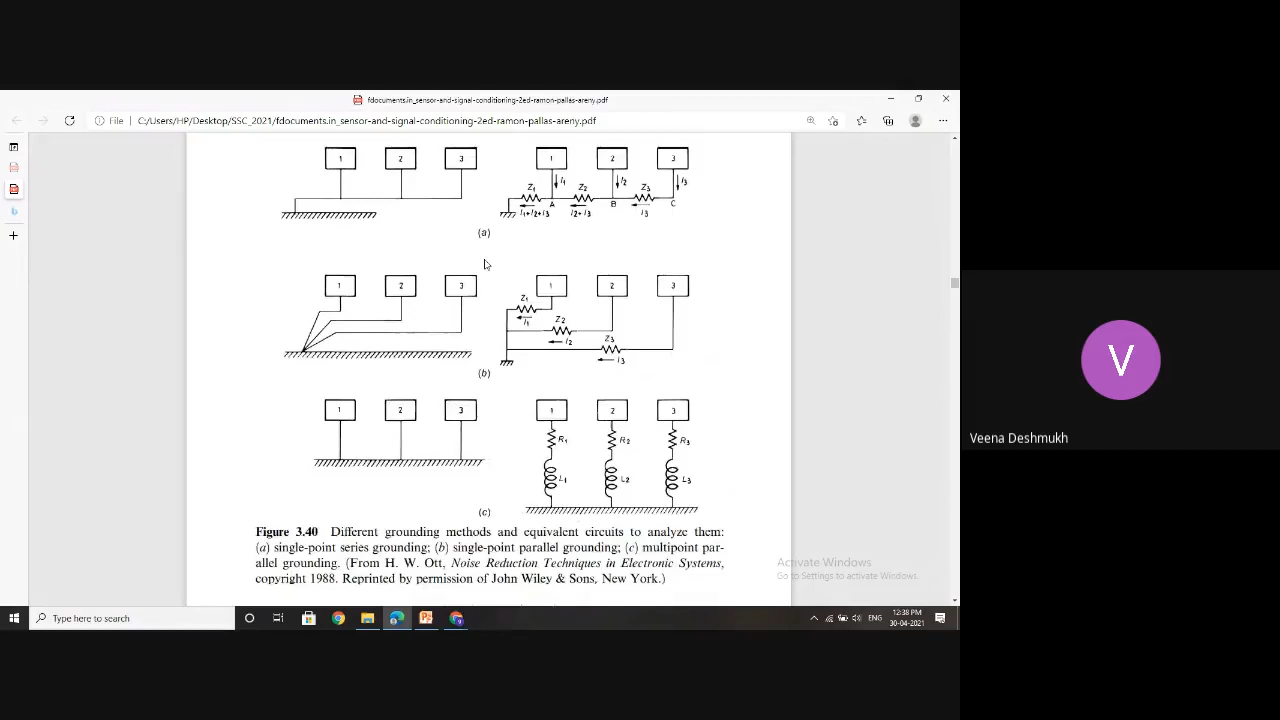 fdocuments.in_sensor-and-signal-conditioning-2ed-ramon-pallas-areny.pdf
File | C:/Users/HP/Desktop/SSC_2021/fdocuments.in_sensor-and-signal-conditioning-2ed-ramon-pallas-areny.pdf
1 2 3 1 2 3
I1 I2 I3
Z1 Z2 Z3
A B C
I1+I2+I3 I2+I3 I3
(a)
1 2 3 1 2 3
Z1
I1
Z2
I2
Z3
I3
(b)
1 2 3 1 2 3
R1 R2 R3
L1 L2 L3
(c)
Figure 3.40 Different grounding methods and equivalent circuits to analyze them:
(a) single-point series grounding; (b) single-point parallel grounding; (c) multipoint par-
allel grounding. (From H. W. Ott, Noise Reduction Techniques in Electronic Systems,
copyright 1988. Reprinted by permission of John Wiley & Sons, New York.)
Activate Windows
Go to Settings to activate Windows.
V
Veena Deshmukh
Type here to search
ENG
12:38 PM
30-04-2021